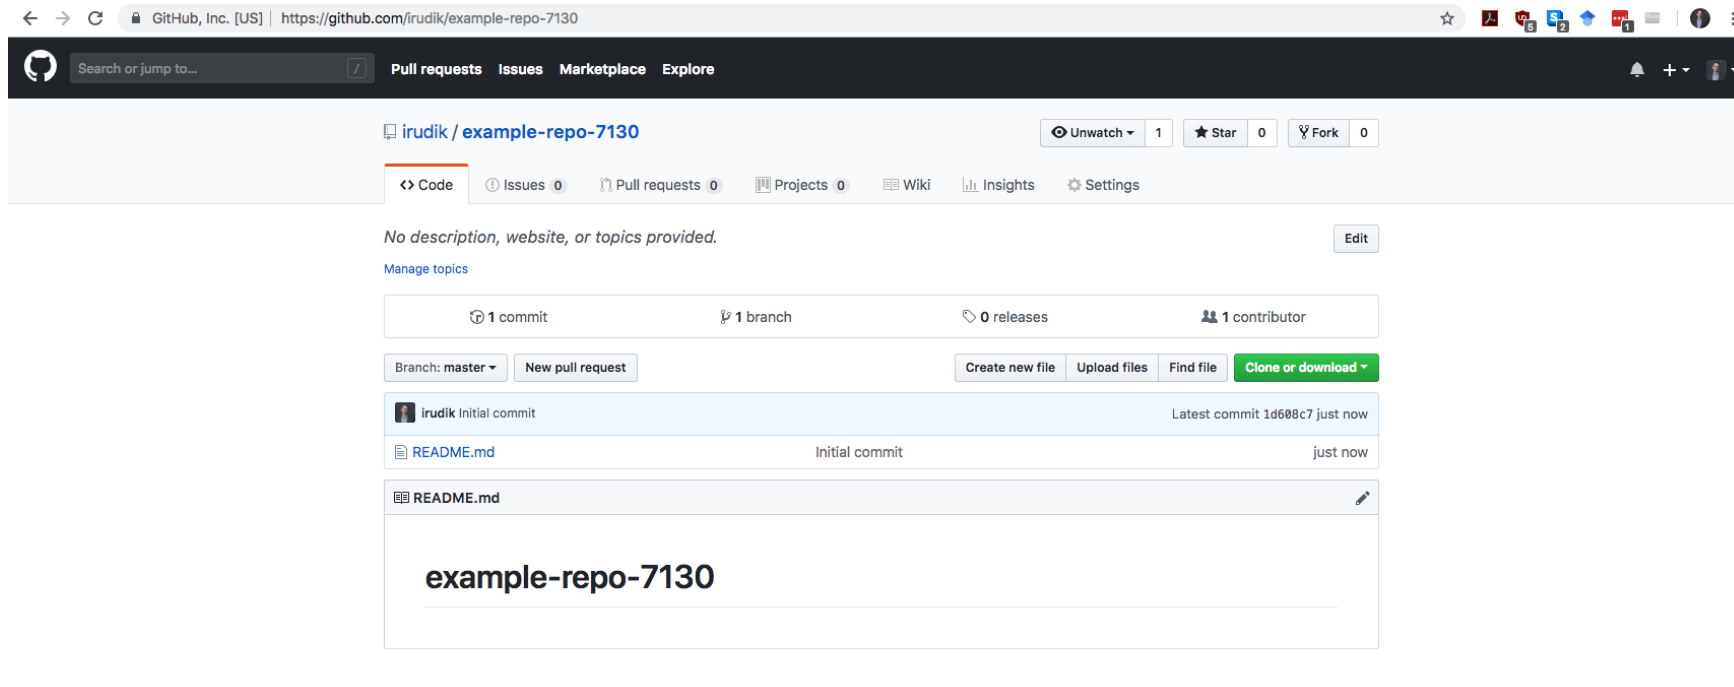 GitHub, Inc. [US] | https://github.com/irudik/example-repo-7130
5 2 1
Search or jump to... / Pull requests Issues Marketplace Explore
irudik / example-repo-7130 Unwatch 1 Star 0 Fork 0
<> Code Issues 0 Pull requests 0 Projects 0 Wiki Insights Settings
No description, website, or topics provided. Edit
Manage topics
1 commit 1 branch 0 releases 1 contributor
Branch: master New pull request Create new file Upload files Find file Clone or download
irudik Initial commit Latest commit 1d608c7 just now
README.md Initial commit just now
README.md
example-repo-7130